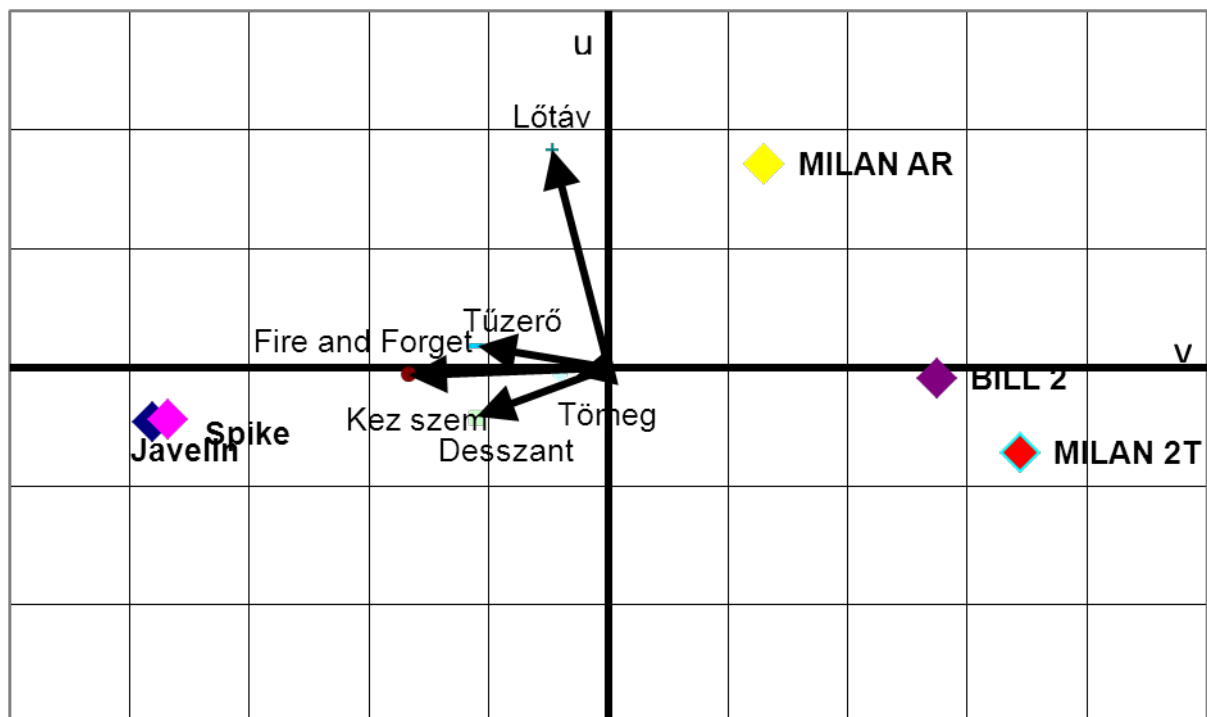 u
Lőtáv
MILAN AR
Tűzerő
Fire and Forget
v
BILL 2
Kez szem
Tömeg
Spike
Javelin
Desszant
MILAN 2T